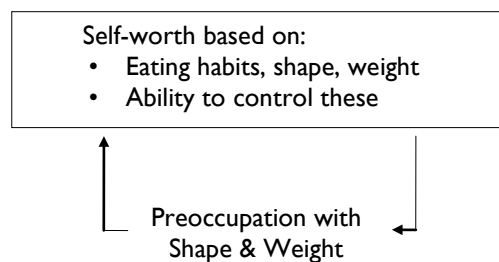 Self-worth based on:
• Eating habits, shape, weight
• Ability to control these
Preoccupation with
Shape & Weight